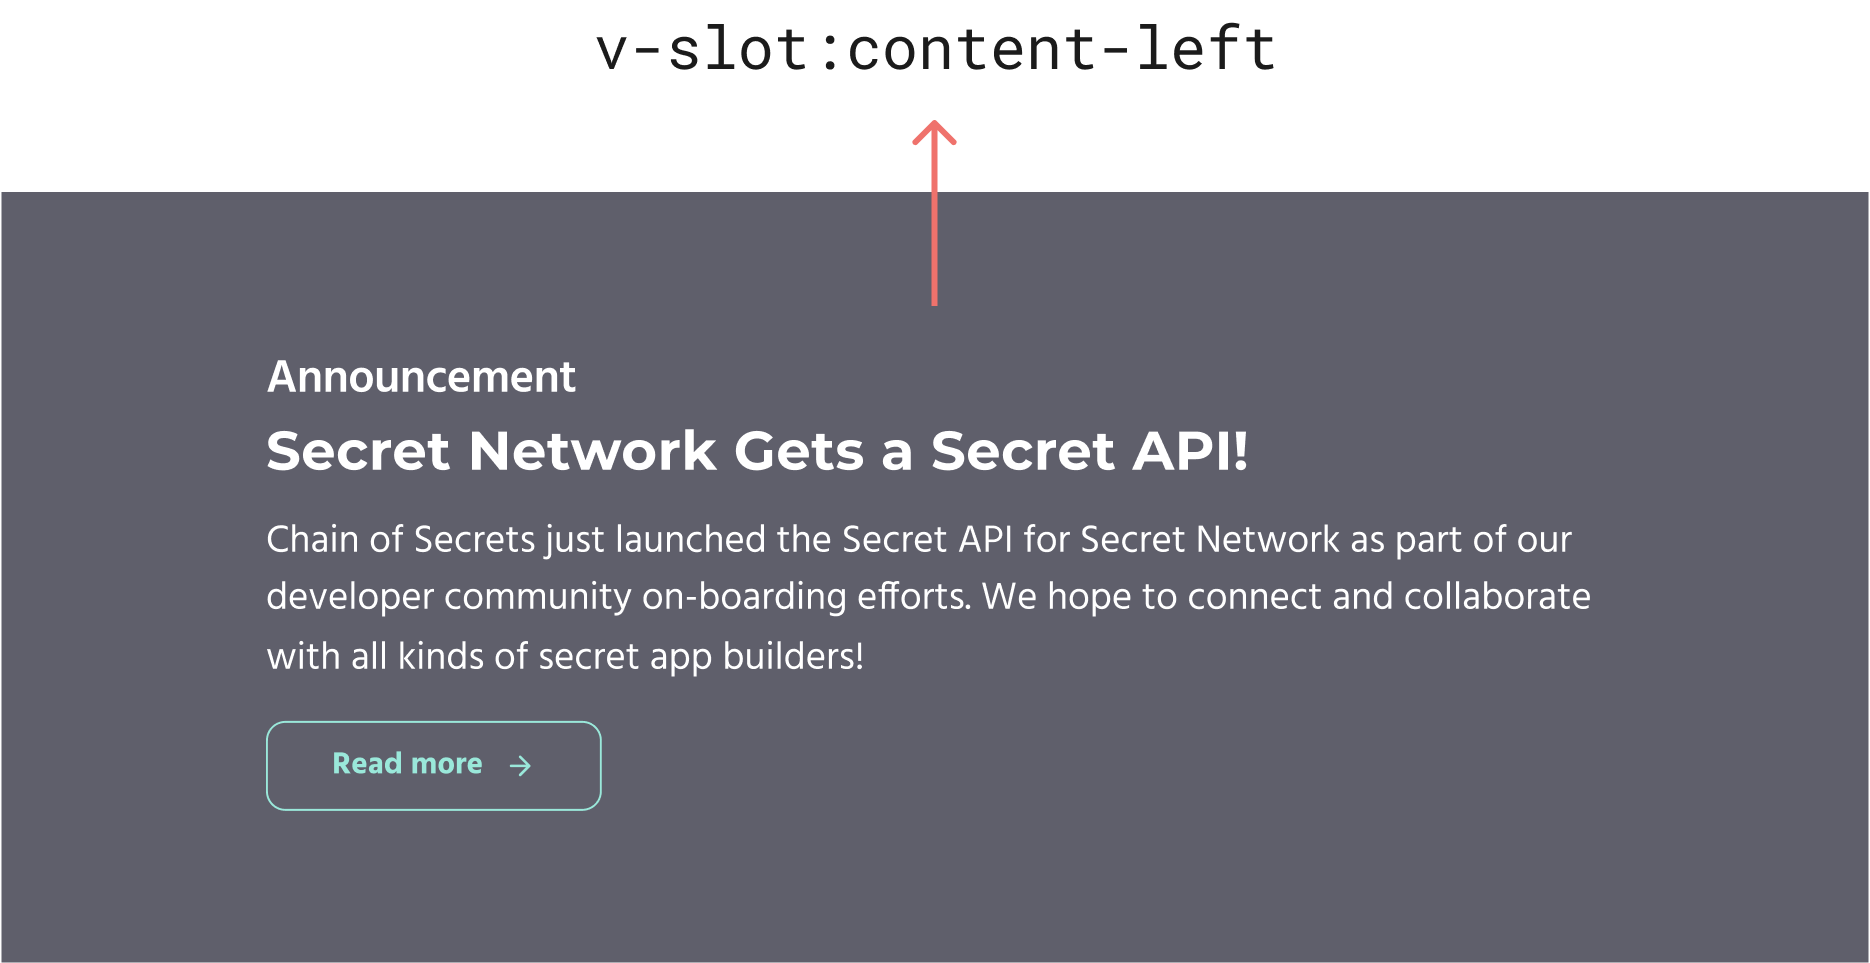 v-slot:content-left
Announcement
Secret Network Gets a Secret API!
Chain of Secrets just launched the Secret API for Secret Network as part of our
developer community on-boarding efforts. We hope to connect and collaborate
with all kinds of secret app builders!
Read more →